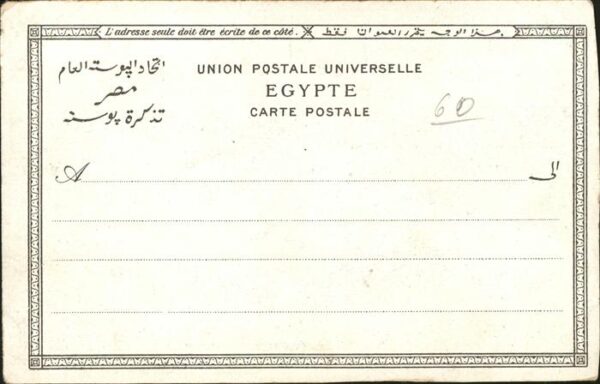 L'adresse seule doit être écrite de ce côté.
هذا الوجه يحرر العنوان فقط
اتحاد البوستة العام
مصر
تذكرة بوستة
UNION POSTALE UNIVERSELLE
EGYPTE
CARTE POSTALE
60
A
الى